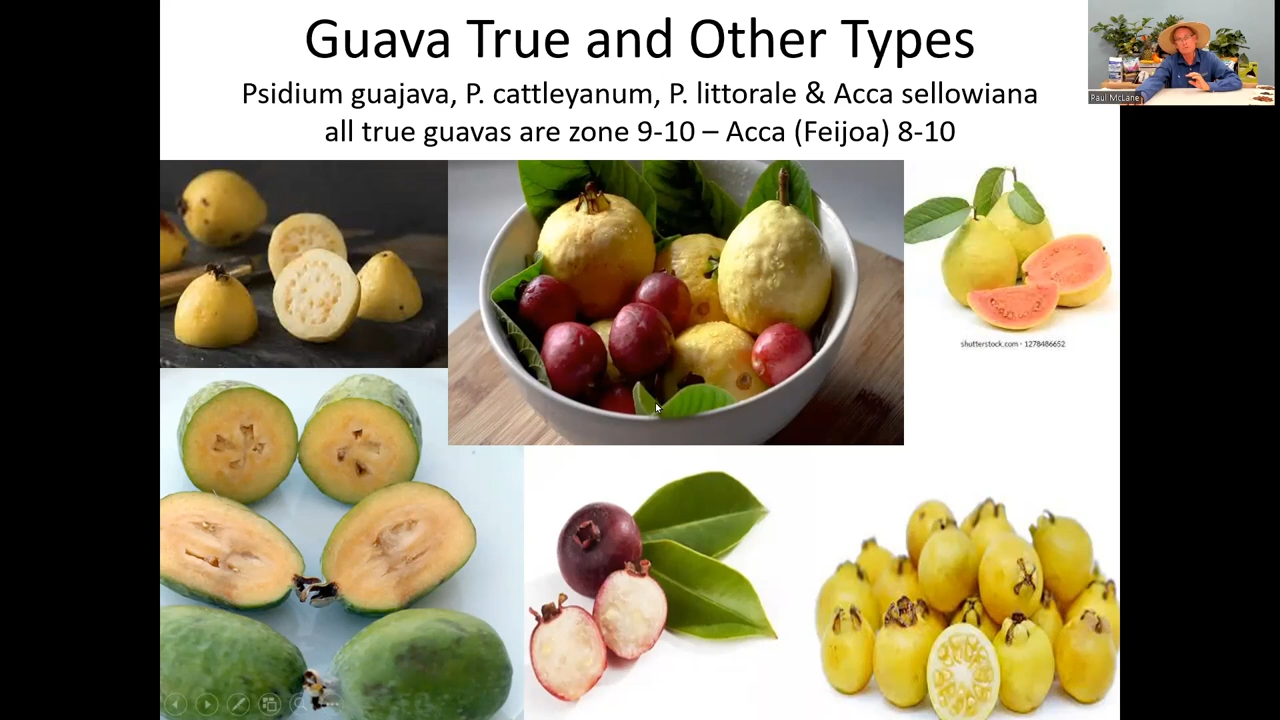 Guava True and Other Types
Psidium guajava, P. cattleyanum, P. littorale & Acca sellowiana
all true guavas are zone 9-10 – Acca (Feijoa) 8-10
Paul McLane
shutterstock.com · 1278486652